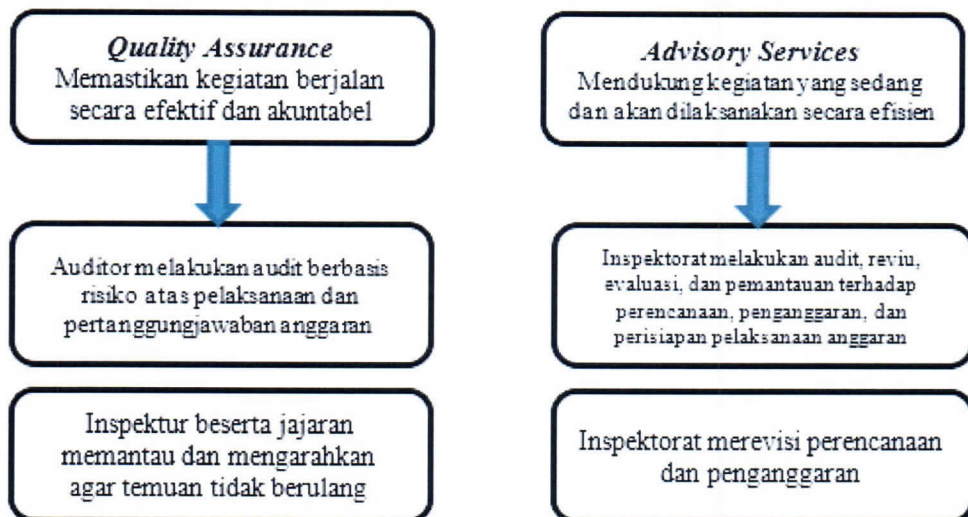 Quality Assurance
Memastikan kegiatan berjalan
secara efektif dan akuntabel
Auditor melakukan audit berbasis
risiko atas pelaksanaan dan
pertanggungjawaban anggaran
Inspektur beserta jajaran
memantau dan mengarahkan
agar temuan tidak berulang
Advisory Services
Mendukung kegiatan yang sedang
dan akan dilaksanakan secara efisien
Inspektorat melakukan audit, reviu,
evaluasi, dan pemantauan terhadap
perencanaan, penganggaran, dan
perisiapan pelaksanaan anggaran
Inspektorat merevisi perencanaan
dan penganggaran